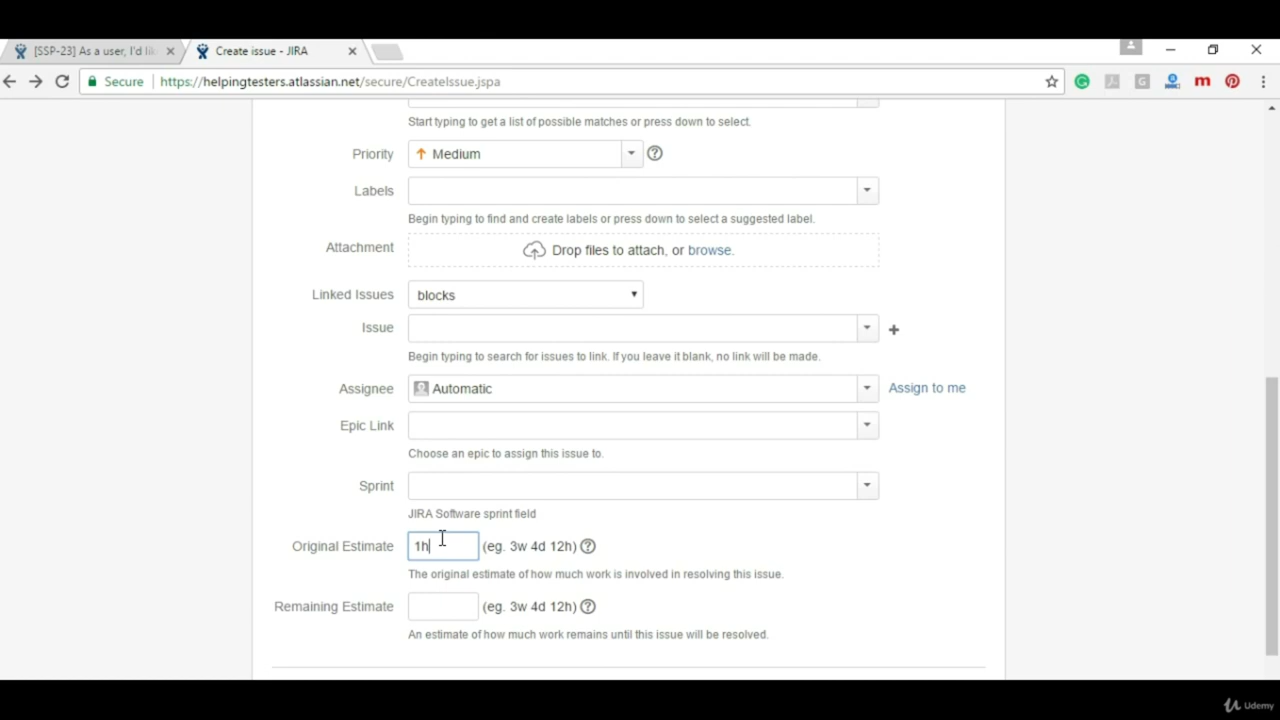 [SSP-23] As a user, I'd li
Create issue - JIRA
Secure https://helpingtesters.atlassian.net/secure/CreateIssue.jspa
Start typing to get a list of possible matches or press down to select.
Priority Medium
Labels
Begin typing to find and create labels or press down to select a suggested label.
Attachment Drop files to attach, or browse.
Linked Issues blocks
Issue
Begin typing to search for issues to link. If you leave it blank, no link will be made.
Assignee Automatic Assign to me
Epic Link
Choose an epic to assign this issue to.
Sprint
JIRA Software sprint field
Original Estimate 1h (eg. 3w 4d 12h)
The original estimate of how much work is involved in resolving this issue.
Remaining Estimate (eg. 3w 4d 12h)
An estimate of how much work remains until this issue will be resolved.
Udemy